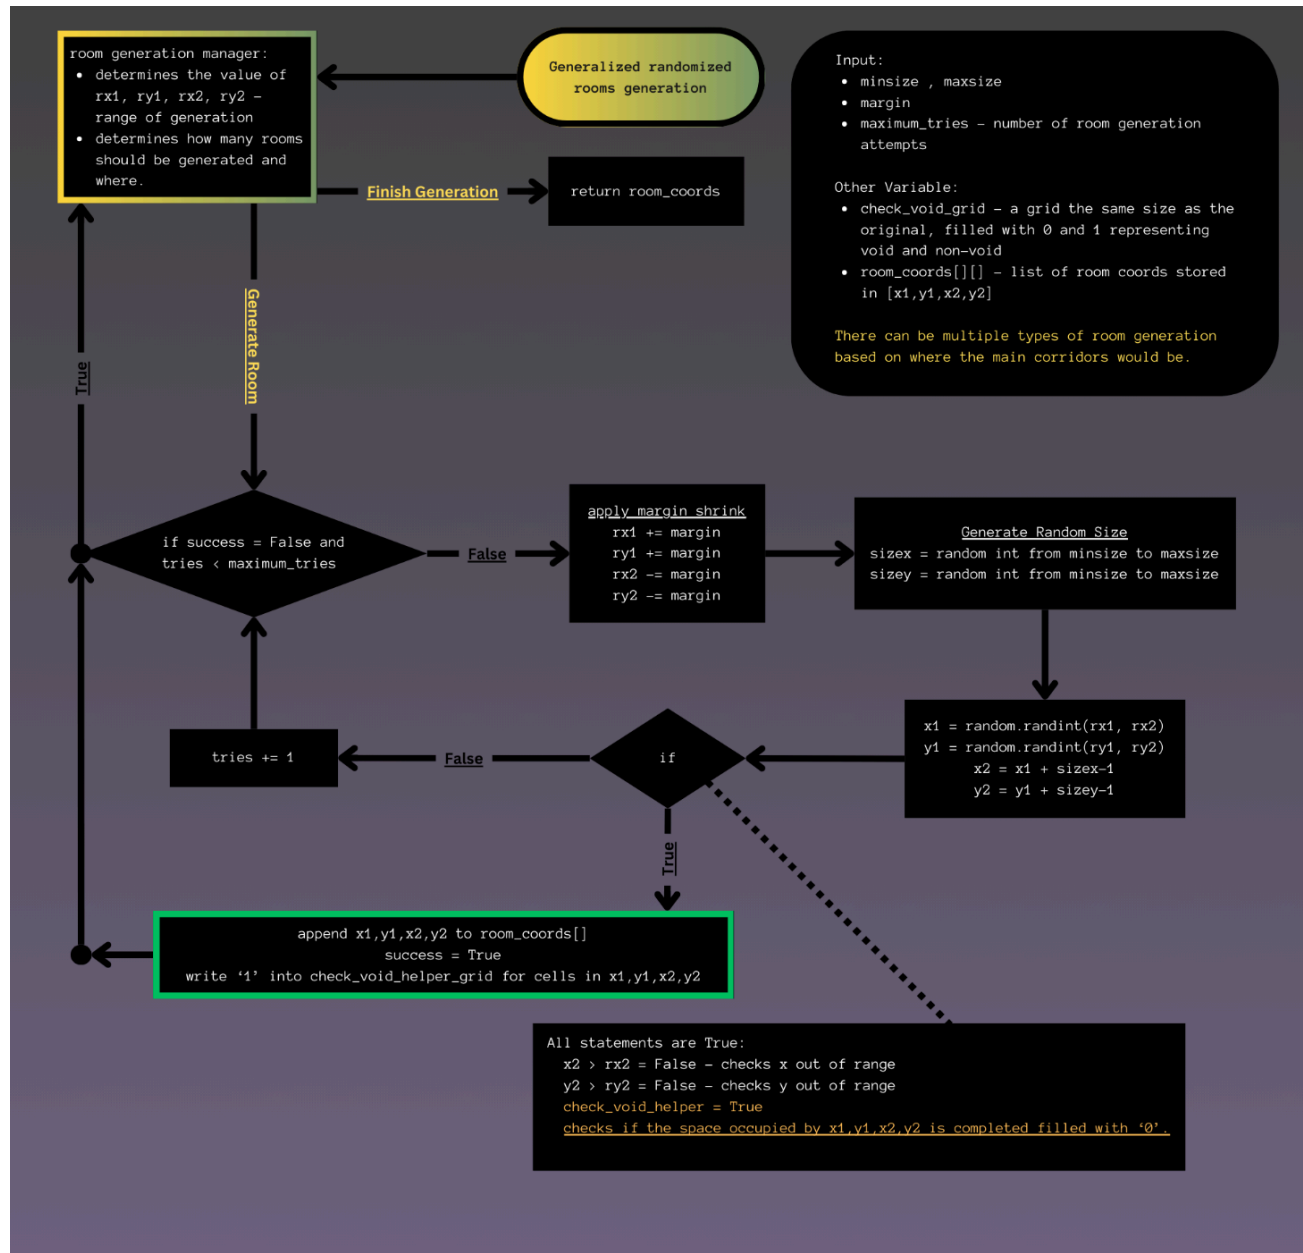 room generation manager:
• determines the value of
rx1, ry1, rx2, ry2 –
range of generation
• determines how many rooms
should be generated and
where.
Generalized randomized
rooms generation
Finish Generation
return room_coords
Input:
• minsize , maxsize
• margin
• maximum_tries – number of room generation
attempts
Other Variable:
• check_void_grid – a grid the same size as the
original, filled with 0 and 1 representing
void and non-void
• room_coords[][] – list of room coords stored
in [x1,y1,x2,y2]
There can be multiple types of room generation
based on where the main corridors would be.
True
Generate Room
if success = False and
tries < maximum_tries
False
apply margin shrink
rx1 += margin
ry1 += margin
rx2 -= margin
ry2 -= margin
Generate Random Size
sizex = random int from minsize to maxsize
sizey = random int from minsize to maxsize
x1 = random.randint(rx1, rx2)
y1 = random.randint(ry1, ry2)
x2 = x1 + sizex-1
y2 = y1 + sizey-1
if
False
tries += 1
True
append x1,y1,x2,y2 to room_coords[]
success = True
write ‘1’ into check_void_helper_grid for cells in x1,y1,x2,y2
All statements are True:
x2 > rx2 = False – checks x out of range
y2 > ry2 = False – checks y out of range
check_void_helper = True
checks if the space occupied by x1,y1,x2,y2 is completed filled with ‘0’.